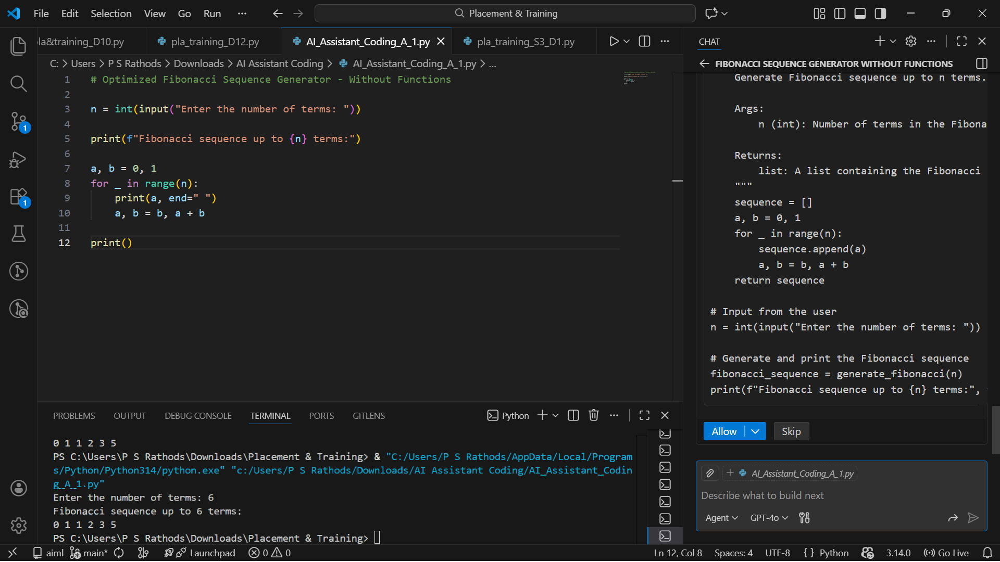 File Edit Selection View Go Run
Placement & Training
la&training_D10.py
pla_training_D12.py
AI_Assistant_Coding_A_1.py
pla_training_S3_D1.py
C: > Users > P S Rathods > Downloads > AI Assistant Coding > AI_Assistant_Coding_A_1.py > ...
1 # Optimized Fibonacci Sequence Generator - Without Functions
2
3 n = int(input("Enter the number of terms: "))
4
5 print(f"Fibonacci sequence up to {n} terms:")
6
7 a, b = 0, 1
8 for _ in range(n):
9     print(a, end=" ")
10     a, b = b, a + b
11
12 print()
PROBLEMS OUTPUT DEBUG CONSOLE TERMINAL PORTS GITLENS
Python
0 1 1 2 3 5
PS C:\Users\P S Rathods\Downloads\Placement & Training> & "C:/Users/P S Rathods/AppData/Local/Program
s/Python/Python314/python.exe" "c:/Users/P S Rathods/Downloads/AI Assistant Coding/AI_Assistant_Codin
g_A_1.py"
Enter the number of terms: 6
Fibonacci sequence up to 6 terms:
0 1 1 2 3 5
PS C:\Users\P S Rathods\Downloads\Placement & Training>
CHAT
FIBONACCI SEQUENCE GENERATOR WITHOUT FUNCTIONS
Generate Fibonacci sequence up to n terms.
Args:
n (int): Number of terms in the Fibona
Returns:
list: A list containing the Fibonacci
"""
sequence = []
a, b = 0, 1
for _ in range(n):
    sequence.append(a)
    a, b = b, a + b
return sequence
# Input from the user
n = int(input("Enter the number of terms: "))
# Generate and print the Fibonacci sequence
fibonacci_sequence = generate_fibonacci(n)
print(f"Fibonacci sequence up to {n} terms:",
Allow Skip
AI_Assistant_Coding_A_1.py
Describe what to build next
Agent GPT-4o
1
1
aiml main* Launchpad 0 0
Ln 12, Col 8 Spaces: 4 UTF-8 { } Python 3.14.0 Go Live